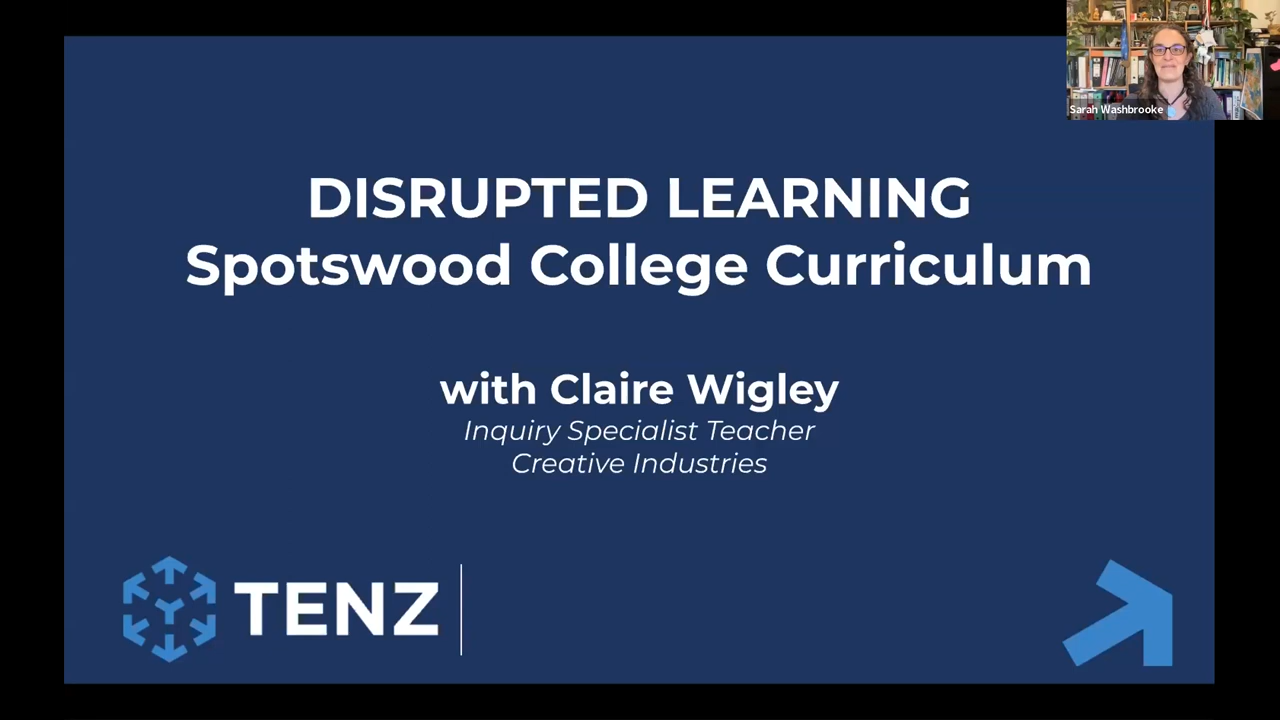 Sarah Washbrooke
DISRUPTED LEARNING
Spotswood College Curriculum
with Claire Wigley
Inquiry Specialist Teacher
Creative Industries
TENZ